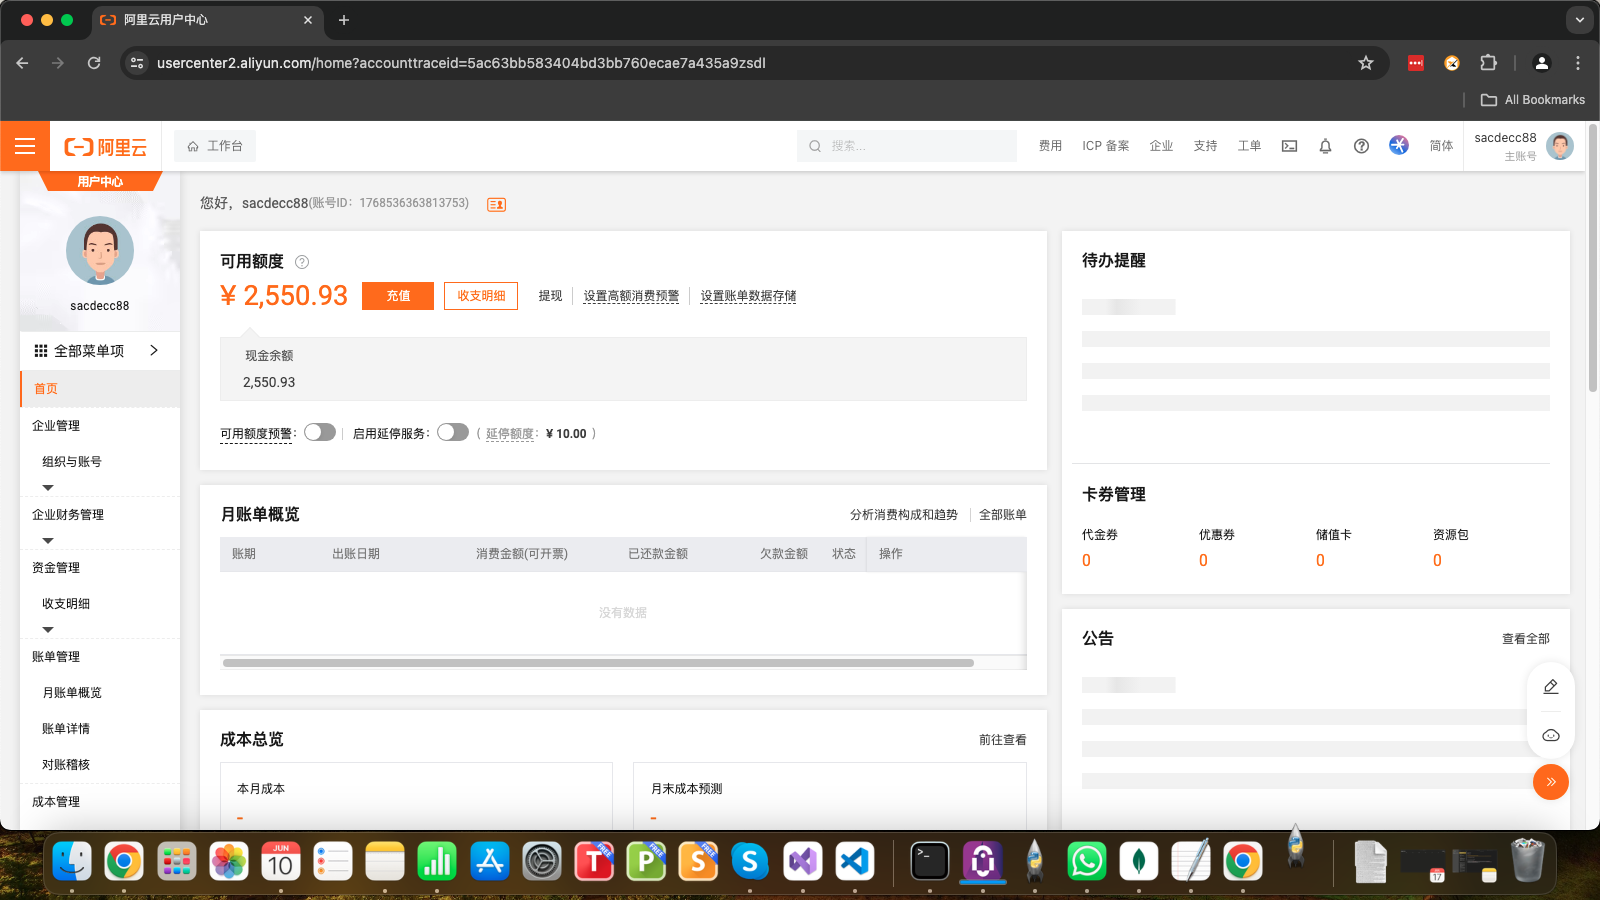 阿里云用户中心
usercenter2.aliyun.com/home?accounttraceid=5ac63bb583404bd3bb760ecae7a435a9zsdl
All Bookmarks
阿里云
工作台
搜索...
费用
ICP 备案
企业
支持
工单
简体
sacdecc88
主账号
用户中心
sacdecc88
全部菜单项
首页
企业管理
组织与账号
企业财务管理
资金管理
收支明细
账单管理
月账单概览
账单详情
对账稽核
成本管理
您好，sacdecc88(账号ID：1768536363813753)
可用额度
¥ 2,550.93
充值
收支明细
提现
设置高额消费预警
设置账单数据存储
现金余额
2,550.93
可用额度预警：
启用延停服务：
( 延停额度： ¥ 10.00 )
月账单概览
分析消费构成和趋势
全部账单
账期
出账日期
消费金额(可开票)
已还款金额
欠款金额
状态
操作
没有数据
成本总览
前往查看
本月成本
-
月末成本预测
-
待办提醒
卡券管理
代金券
优惠券
储值卡
资源包
0
0
0
0
公告
查看全部
JUN
10
T
FREE
P
FREE
S
FREE
17